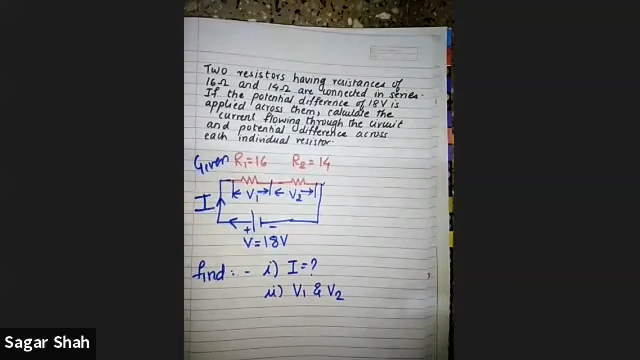 Two resistors having resistances of
16Ω and 14Ω are connected in series.
If the potential difference of 18V is
applied across them, calculate the
current flowing through the circuit
and potential difference across
each individual resistor.
Given R1=16 R2=14
V1 V2
I
+ -
V=18V
find :- i) I=?
ii) V1 & V2
Sagar Shah